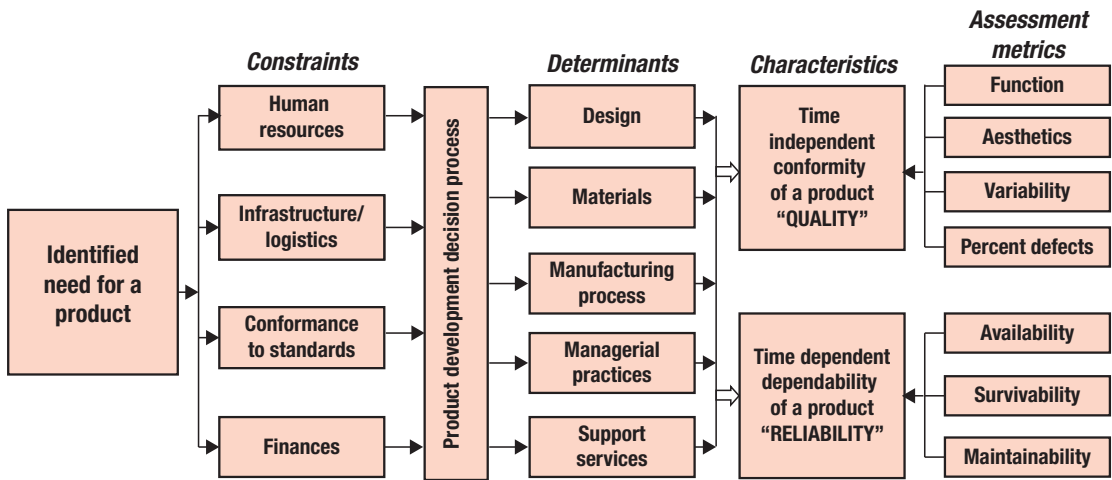 Assessment
metrics
Constraints
Determinants
Characteristics
Identified
need for a
product
Human
resources
Infrastructure/
logistics
Conformance
to standards
Finances
Product development decision process
Design
Materials
Manufacturing
process
Managerial
practices
Support
services
Time
independent
conformity
of a product
“QUALITY”
Time dependent
dependability
of a product
“RELIABILITY”
Function
Aesthetics
Variability
Percent defects
Availability
Survivability
Maintainability